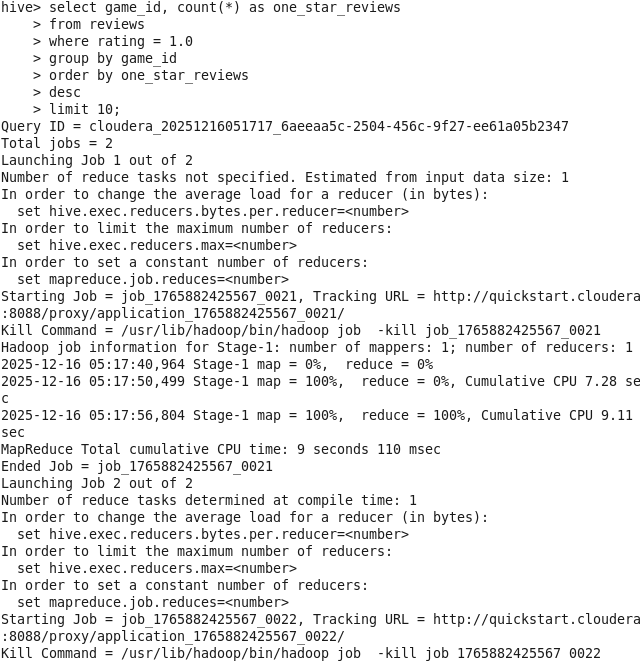 hive> select game_id, count(*) as one_star_reviews
    > from reviews
    > where rating = 1.0
    > group by game_id
    > order by one_star_reviews
    > desc
    > limit 10;
Query ID = cloudera_20251216051717_6aeeaa5c-2504-456c-9f27-ee61a05b2347
Total jobs = 2
Launching Job 1 out of 2
Number of reduce tasks not specified. Estimated from input data size: 1
In order to change the average load for a reducer (in bytes):
  set hive.exec.reducers.bytes.per.reducer=<number>
In order to limit the maximum number of reducers:
  set hive.exec.reducers.max=<number>
In order to set a constant number of reducers:
  set mapreduce.job.reduces=<number>
Starting Job = job_1765882425567_0021, Tracking URL = http://quickstart.cloudera
:8088/proxy/application_1765882425567_0021/
Kill Command = /usr/lib/hadoop/bin/hadoop job  -kill job_1765882425567_0021
Hadoop job information for Stage-1: number of mappers: 1; number of reducers: 1
2025-12-16 05:17:40,964 Stage-1 map = 0%,  reduce = 0%
2025-12-16 05:17:50,499 Stage-1 map = 100%,  reduce = 0%, Cumulative CPU 7.28 se
c
2025-12-16 05:17:56,804 Stage-1 map = 100%,  reduce = 100%, Cumulative CPU 9.11
sec
MapReduce Total cumulative CPU time: 9 seconds 110 msec
Ended Job = job_1765882425567_0021
Launching Job 2 out of 2
Number of reduce tasks determined at compile time: 1
In order to change the average load for a reducer (in bytes):
  set hive.exec.reducers.bytes.per.reducer=<number>
In order to limit the maximum number of reducers:
  set hive.exec.reducers.max=<number>
In order to set a constant number of reducers:
  set mapreduce.job.reduces=<number>
Starting Job = job_1765882425567_0022, Tracking URL = http://quickstart.cloudera
:8088/proxy/application_1765882425567_0022/
Kill Command = /usr/lib/hadoop/bin/hadoop job  -kill job_1765882425567_0022